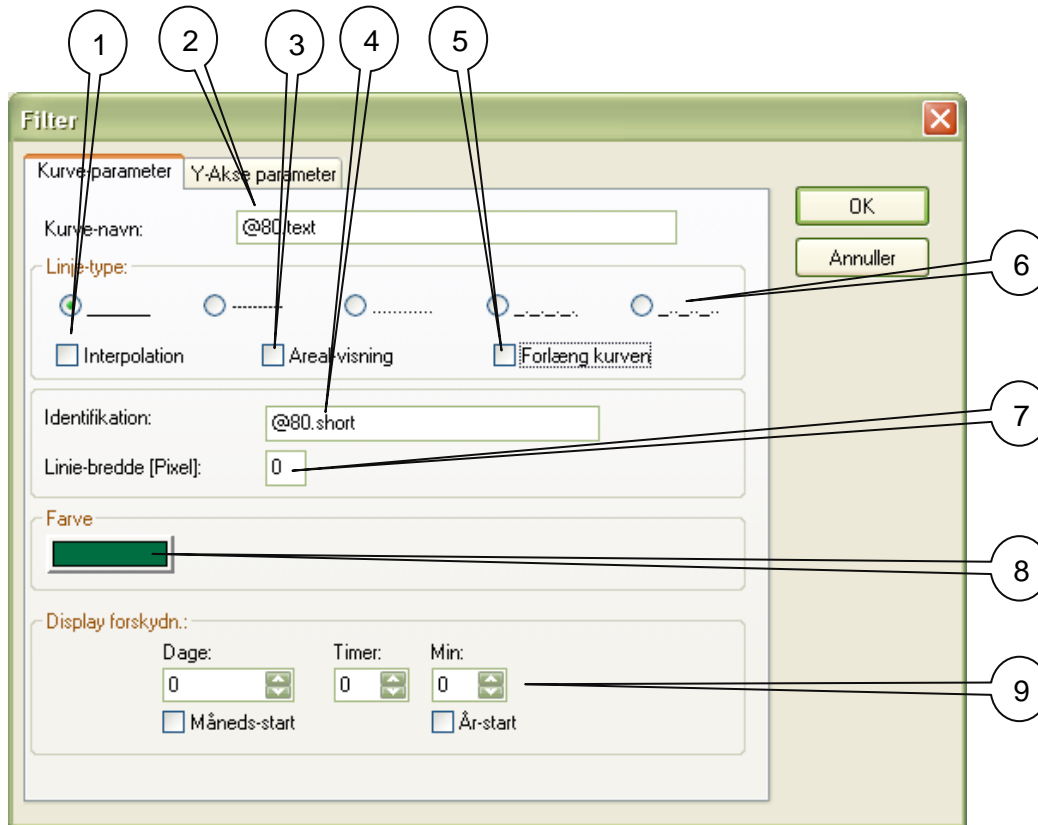 1 2 3 4 5
Filter
Kurve-parameter Y-Akse parameter
OK
Kurve-navn: @80.text
Annuller
6
Linje-type:
_______ --------- ............ _._._._. _.._.._..
Interpolation Areal-visning Forlæng kurven
Identifikation: @80.short
7
Linie-bredde [Pixel]: 0
Farve
8
Display forskydn.:
Dage: Timer: Min:
0 0 0
9
Måneds-start År-start